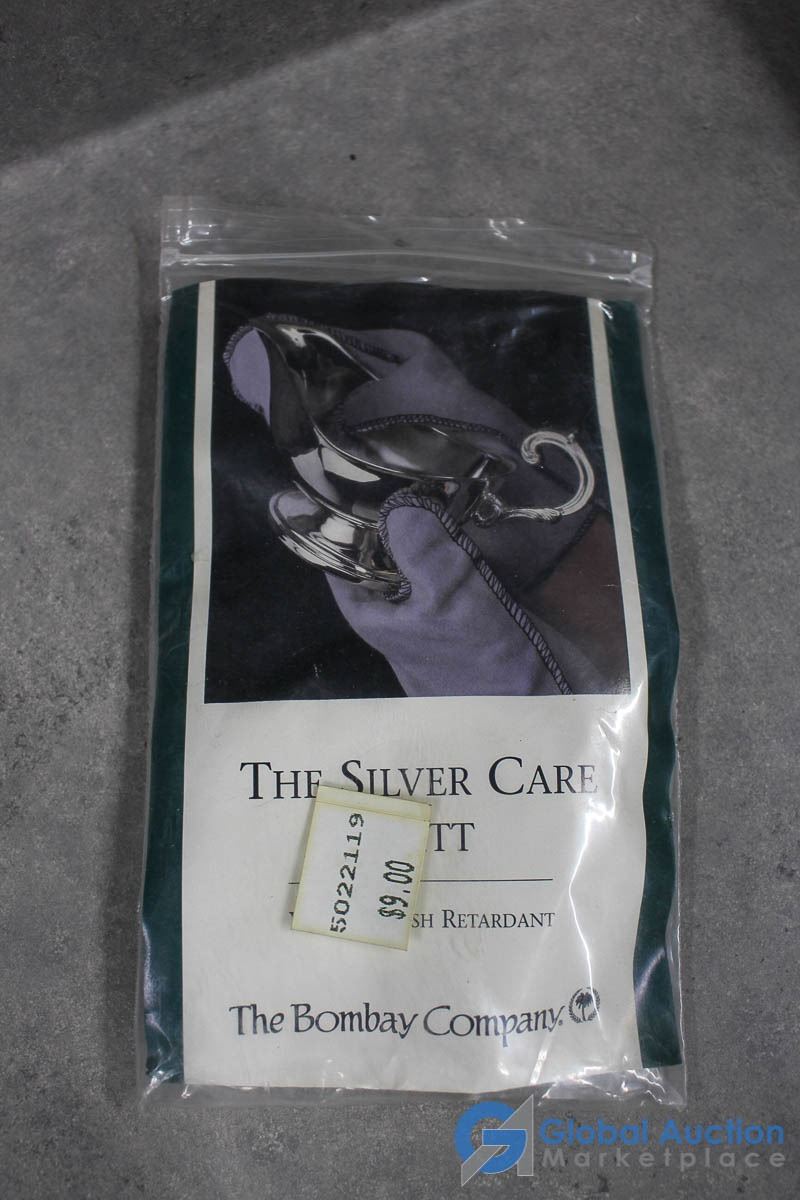 THE SILVER CARE
5022119
$9.00
RETARDANT
The Bombay Company.
Global Auction
Marketplace